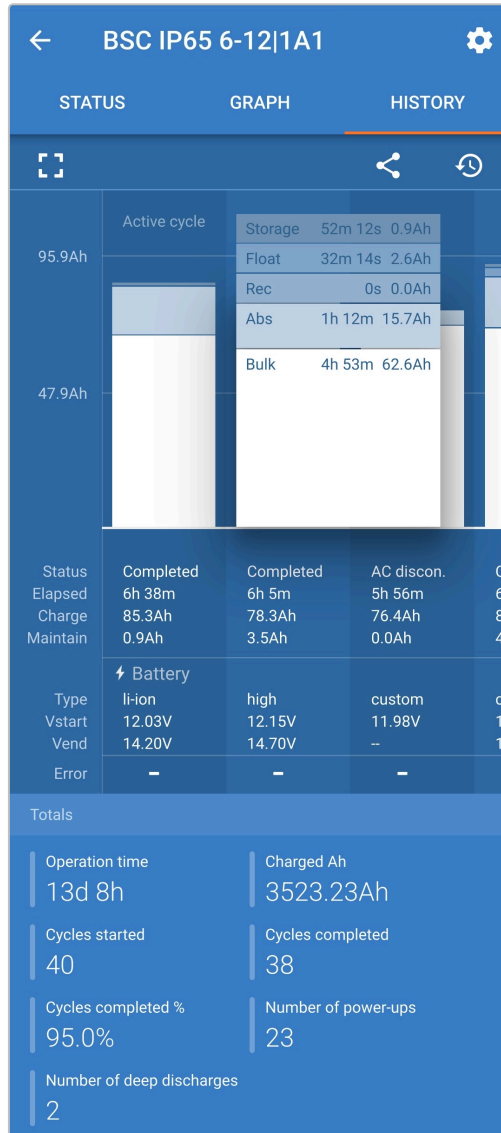 BSC IP65 6-12|1A1
STATUS GRAPH HISTORY
Active cycle
95.9Ah
47.9Ah
Storage 52m 12s 0.9Ah
Float 32m 14s 2.6Ah
Rec 0s 0.0Ah
Abs 1h 12m 15.7Ah
Bulk 4h 53m 62.6Ah
Status Completed Completed AC discon.
Elapsed 6h 38m 6h 5m 5h 56m 6
Charge 85.3Ah 78.3Ah 76.4Ah 8
Maintain 0.9Ah 3.5Ah 0.0Ah 4
Battery
Type li-ion high custom
Vstart 12.03V 12.15V 11.98V 1
Vend 14.20V 14.70V -- 1
Error – – –
Totals
Operation time Charged Ah
13d 8h 3523.23Ah
Cycles started Cycles completed
40 38
Cycles completed % Number of power-ups
95.0% 23
Number of deep discharges
2